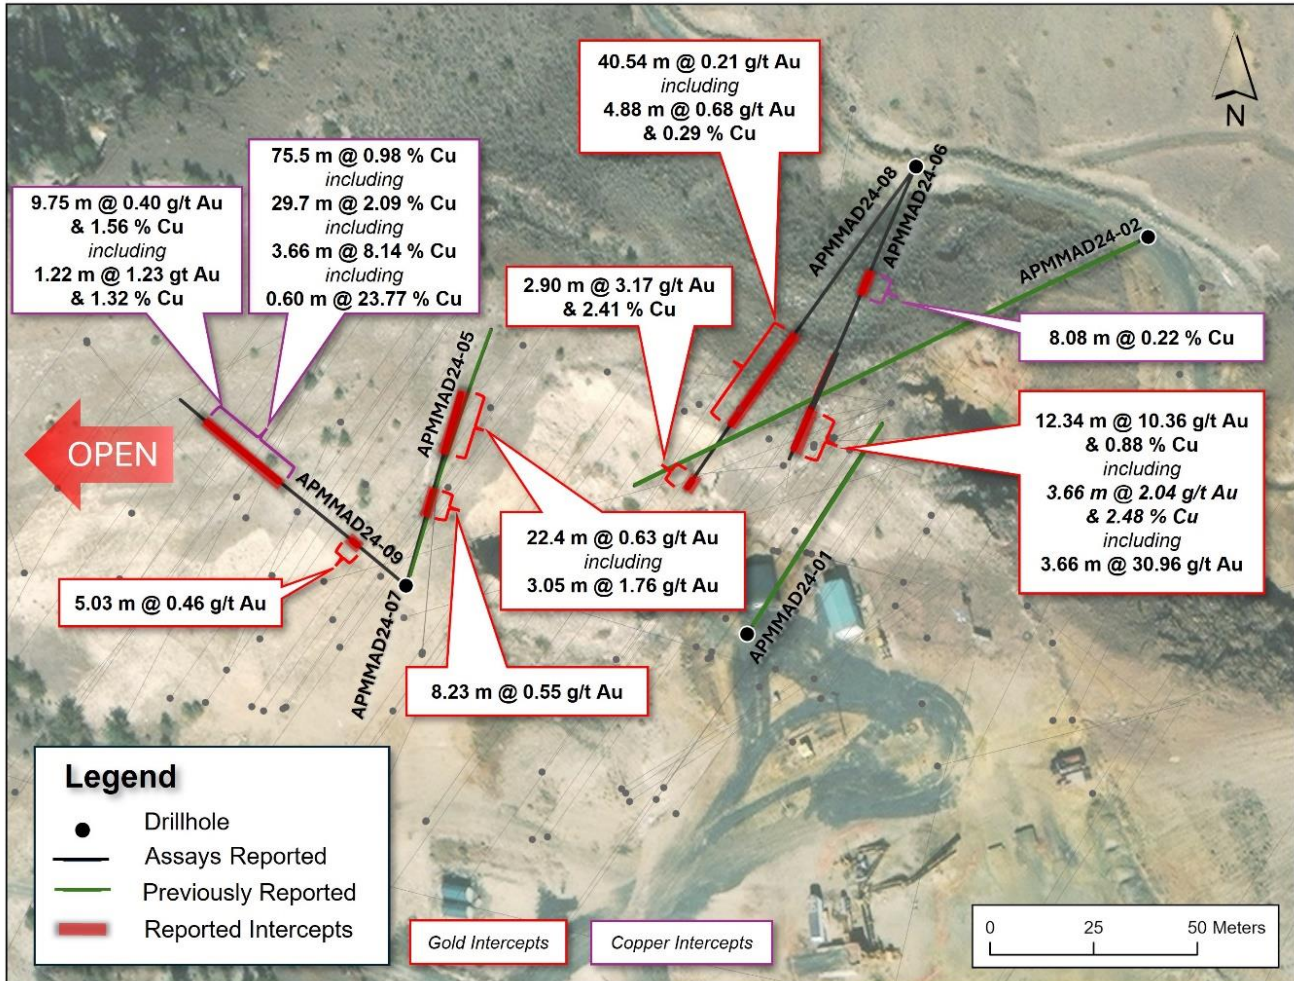 40.54 m @ 0.21 g/t Au
including
4.88 m @ 0.68 g/t Au
& 0.29 % Cu
N
75.5 m @ 0.98 % Cu
including
29.7 m @ 2.09 % Cu
including
3.66 m @ 8.14 % Cu
including
0.60 m @ 23.77 % Cu
9.75 m @ 0.40 g/t Au
& 1.56 % Cu
including
1.22 m @ 1.23 gt Au
& 1.32 % Cu
APMMAD24-08
APMMAD24-06
APMMAD24-02
2.90 m @ 3.17 g/t Au
& 2.41 % Cu
8.08 m @ 0.22 % Cu
APMMAD24-05
OPEN
12.34 m @ 10.36 g/t Au
& 0.88 % Cu
including
3.66 m @ 2.04 g/t Au
& 2.48 % Cu
including
3.66 m @ 30.96 g/t Au
APMMAD24-09
22.4 m @ 0.63 g/t Au
including
3.05 m @ 1.76 g/t Au
5.03 m @ 0.46 g/t Au
APMMAD24-07
APMMAD24-01
8.23 m @ 0.55 g/t Au
Legend
Drillhole
Assays Reported
Previously Reported
Reported Intercepts
Gold Intercepts
Copper Intercepts
0 25 50 Meters